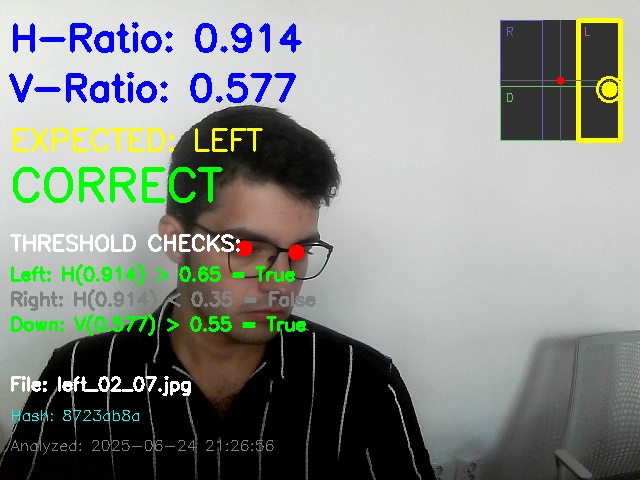 H-Ratio: 0.914
V-Ratio: 0.577
EXPECTED: LEFT
CORRECT
THRESHOLD CHECKS:
Left: H(0.914) > 0.65 = True
Right: H(0.914) < 0.35 = False
Down: V(0.577) > 0.55 = True
File: left_02_07.jpg
Hash: 8723ab8a
Analyzed: 2025-06-24 21:26:56
R
L
D